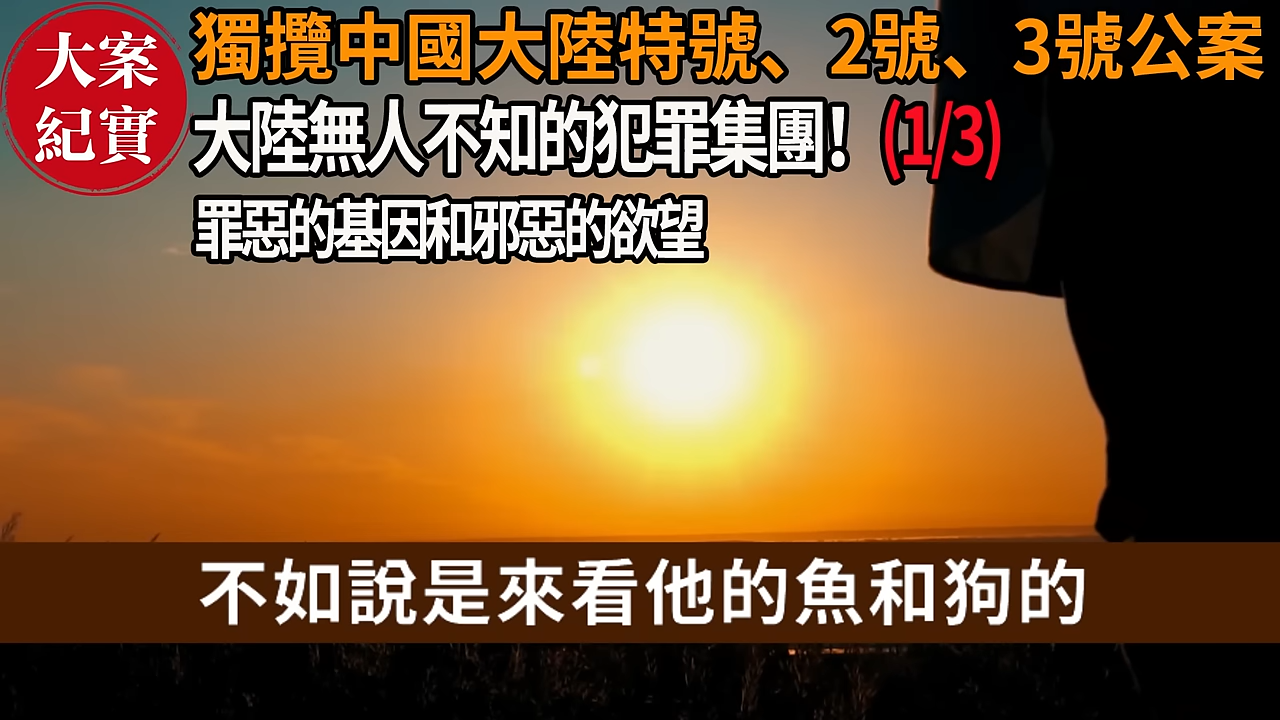 大案
紀實
獨攬中國大陸特號、2號、3號公案
大陸無人不知的犯罪集團！(1/3)
罪惡的基因和邪惡的欲望
不如說是來看他的魚和狗的